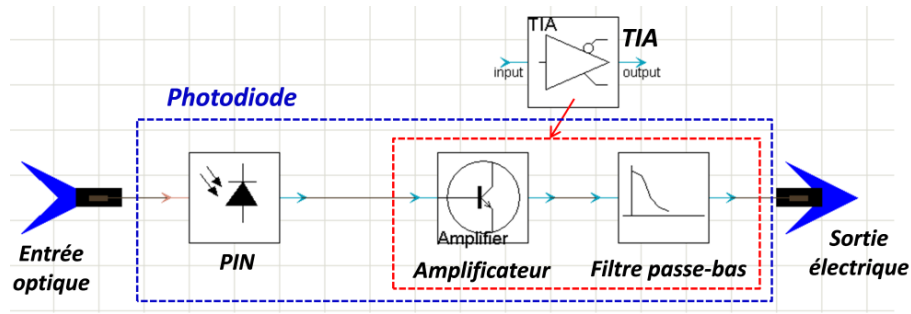 TIA
TIA
input
output
Photodiode
Amplifier
Entrée
optique
PIN
Amplificateur
Filtre passe-bas
Sortie
électrique